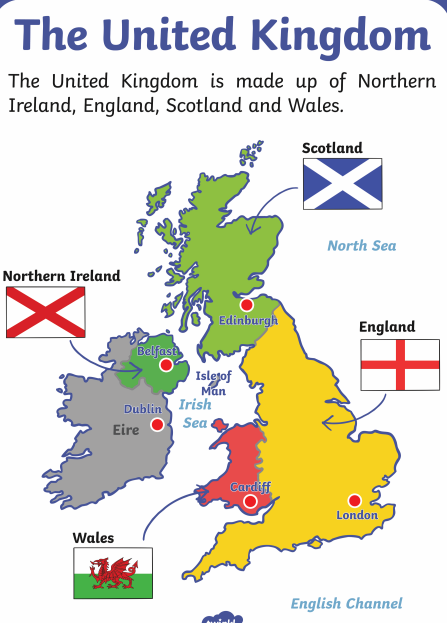 The United Kingdom
The United Kingdom is made up of Northern
Ireland, England, Scotland and Wales.
Scotland
North Sea
Northern Ireland
Edinburgh
England
Belfast
Isle of
Man
Dublin
Irish
Sea
Eire
Cardiff
London
Wales
English Channel